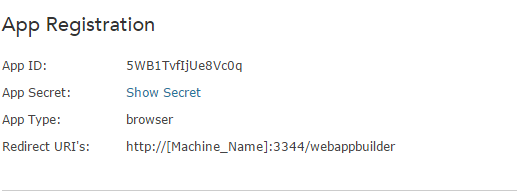 App Registration
App ID: 5WB1TvfIjUe8Vc0q
App Secret: Show Secret
App Type: browser
Redirect URI's: http://[Machine_Name]:3344/webappbuilder